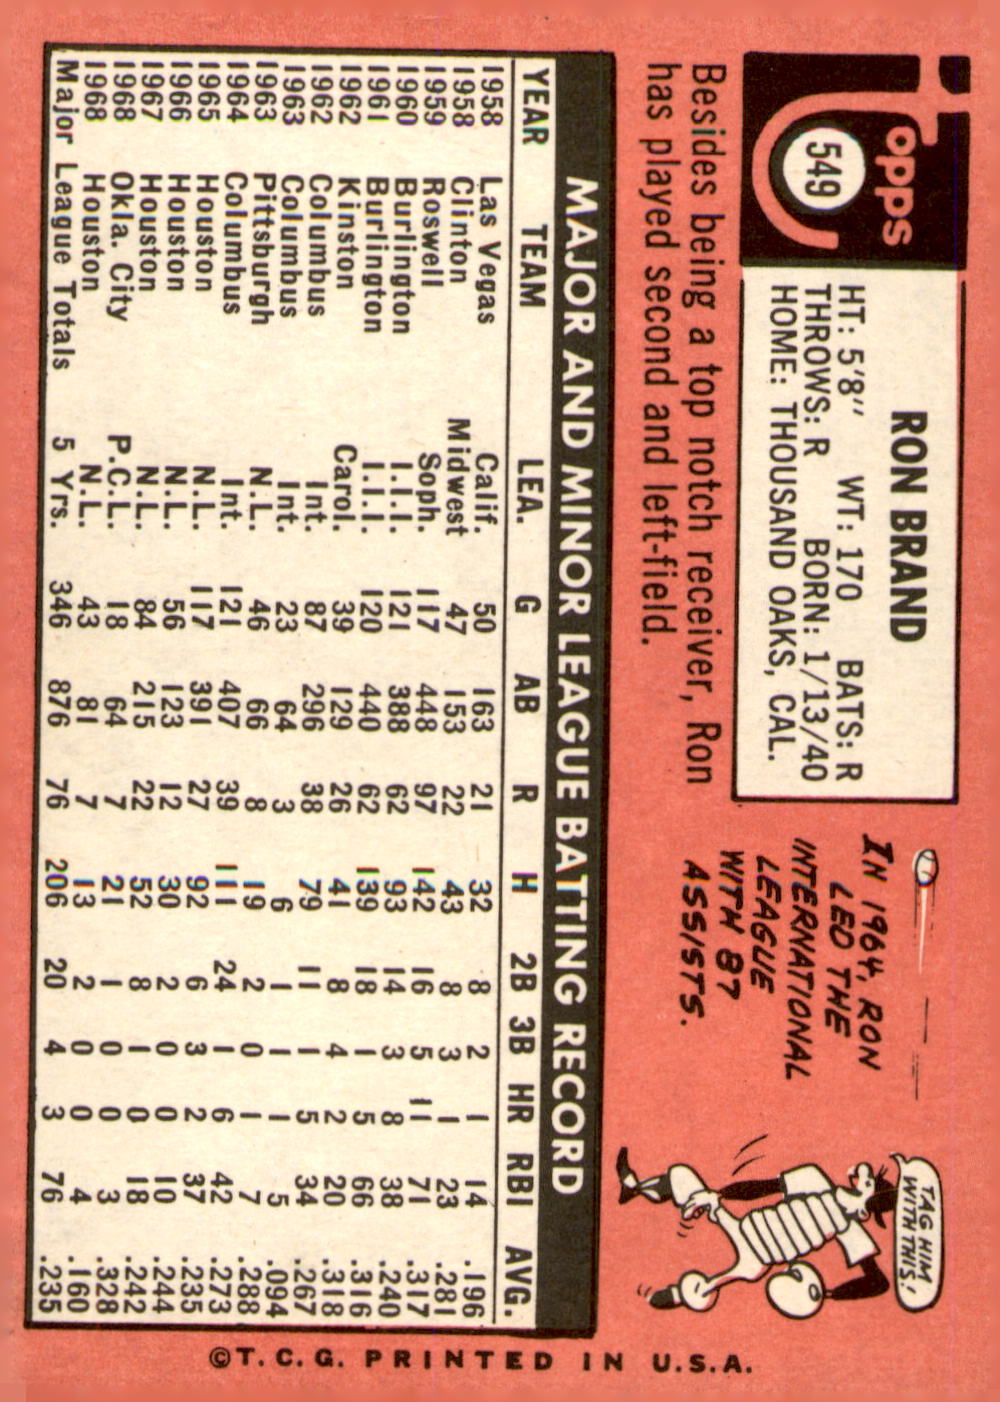 Topps
549
RON BRAND
HT: 5'8" WT: 170 BATS: R
THROWS: R BORN: 1/13/40
HOME: THOUSAND OAKS, CAL.
Besides being a top notch receiver, Ron
has played second and left-field.
IN 1964, RON
LED THE
INTERNATIONAL
LEAGUE
WITH 87
ASSISTS.
TAG HIM
WITH THIS!
MAJOR AND MINOR LEAGUE BATTING RECORD
YEAR TEAM LEA. G AB R H 2B 3B HR RBI AVG.
1958 Las Vegas Calif. 50 163 21 32 8 2 1 14 .196
1958 Clinton Midwest 47 153 22 43 8 3 1 23 .281
1959 Roswell Soph. 117 448 97 142 16 5 11 71 .317
1960 Burlington I.I.I. 121 388 62 93 14 3 8 38 .240
1961 Burlington I.I.I. 120 440 62 139 18 1 5 66 .316
1962 Kinston Carol. 39 129 26 41 8 4 2 20 .318
1962 Columbus Int. 87 296 38 79 11 1 5 34 .267
1963 Columbus Int. 23 64 3 6 1 1 1 5 .094
1963 Pittsburgh N.L. 46 66 8 19 2 0 1 7 .288
1964 Columbus Int. 121 407 39 111 24 1 6 42 .273
1965 Houston N.L. 117 391 27 92 6 3 2 37 .235
1966 Houston N.L. 56 123 12 30 2 0 0 10 .244
1967 Houston N.L. 84 215 22 52 8 1 0 18 .242
1968 Okla. City P.C.L. 18 64 7 21 1 0 0 3 .328
1968 Houston N.L. 43 81 7 13 2 0 0 4 .160
Major League Totals 5 Yrs. 346 876 76 206 20 4 3 76 .235
©T.C.G. PRINTED IN U.S.A.